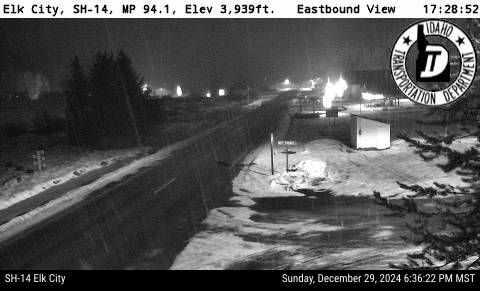 Elk City, SH-14, MP 94.1, Elev 3,939ft. Eastbound View 17:28:52
IDAHO
TRANSPORTATION DEPARTMENT
SH-14 Elk City
Sunday, December 29, 2024 6:36:22 PM MST